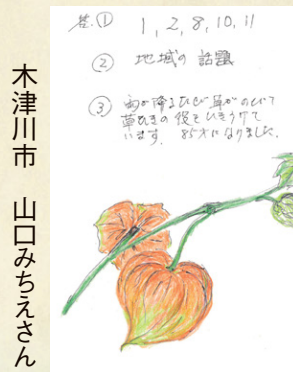 答.① 1, 2, 8, 10, 11
② 地域の話題
③ 雨が降るたび草がのびて
草ひきの役をひきうけて
います。 85才になりました。
木津川市 山口みちえさん